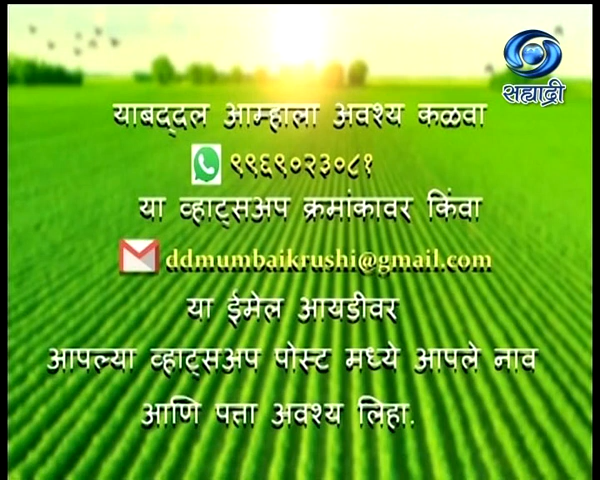 सह्याद्री
याबद्दल आम्हाला अवश्य कळवा
९९६९०२३०८१
या व्हाट्सअप क्रमांकावर किंवा
ddmumbaikrushi@gmail.com
या ईमेल आयडीवर
आपल्या व्हाट्सअप पोस्ट मध्ये आपले नाव
आणि पत्ता अवश्य लिहा.